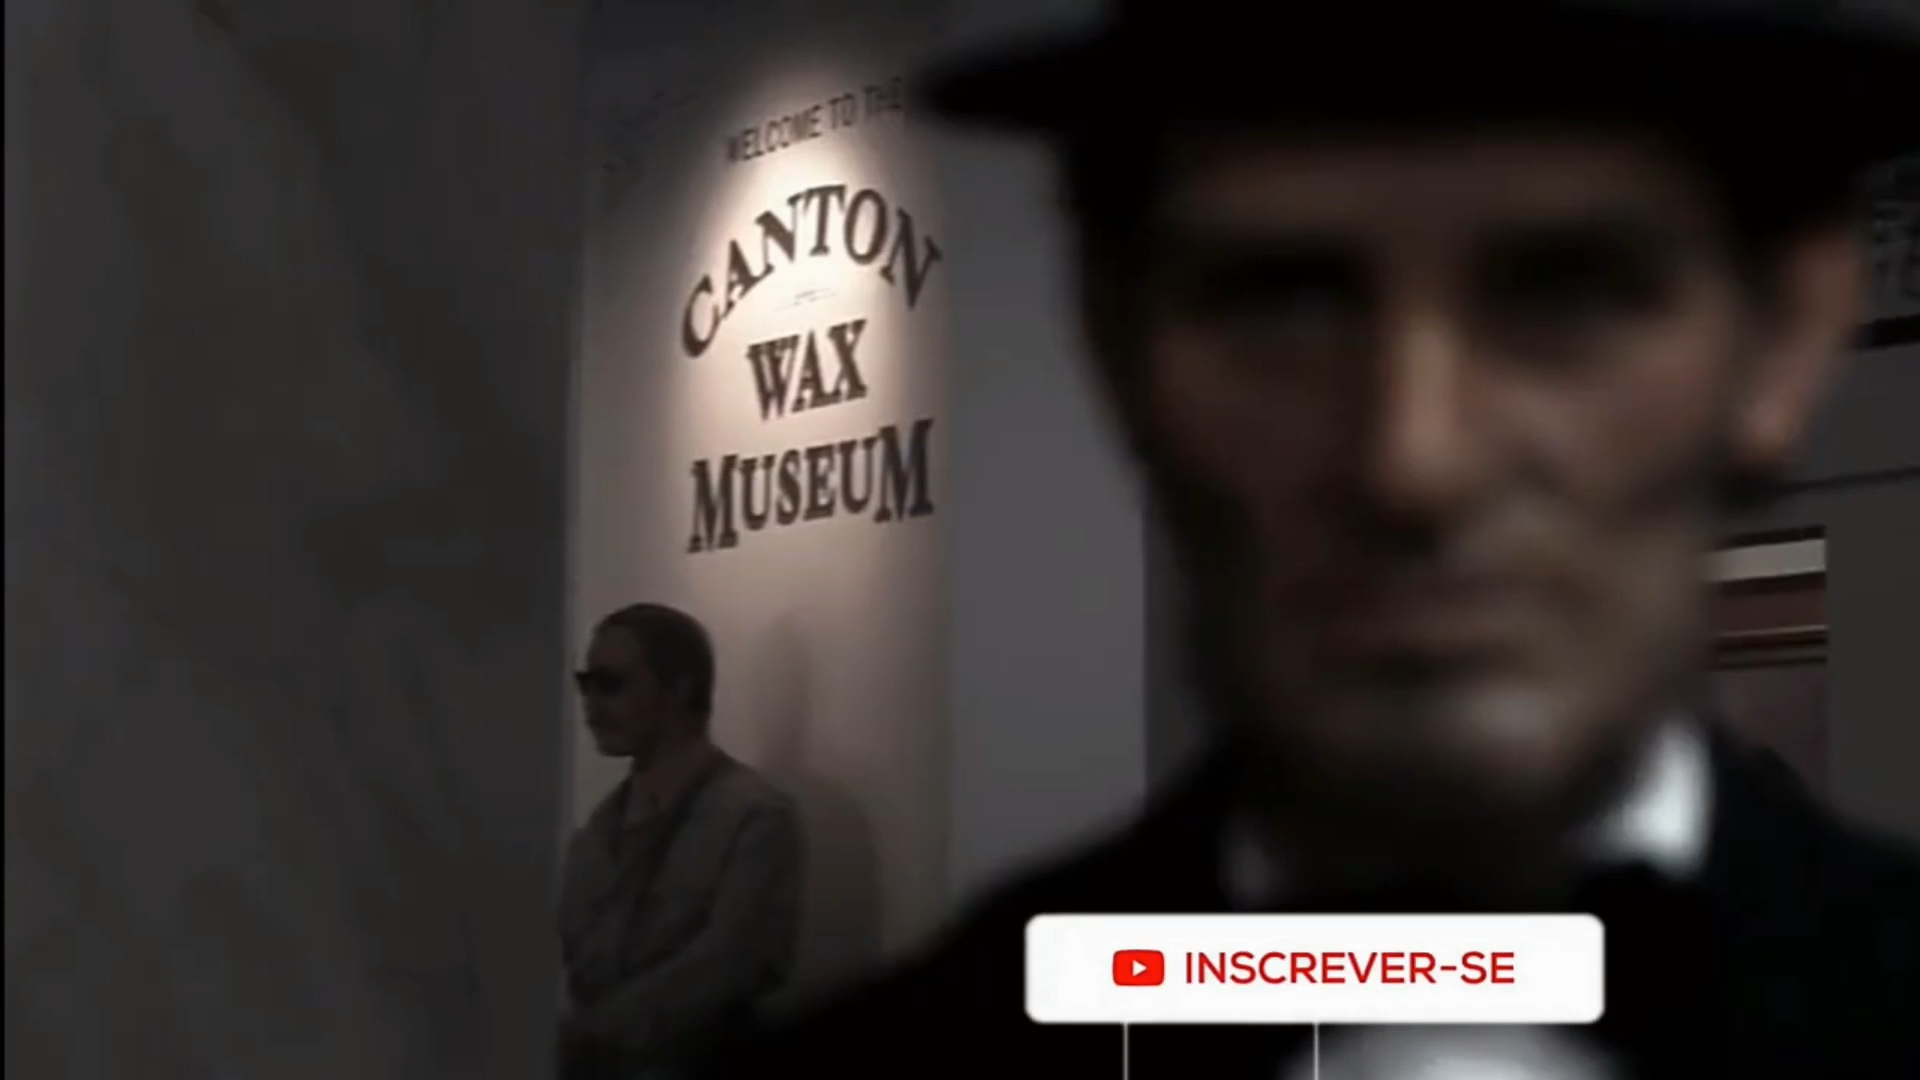 WELCOME TO THE
CANTON
WAX
MUSEUM
INSCREVER-SE